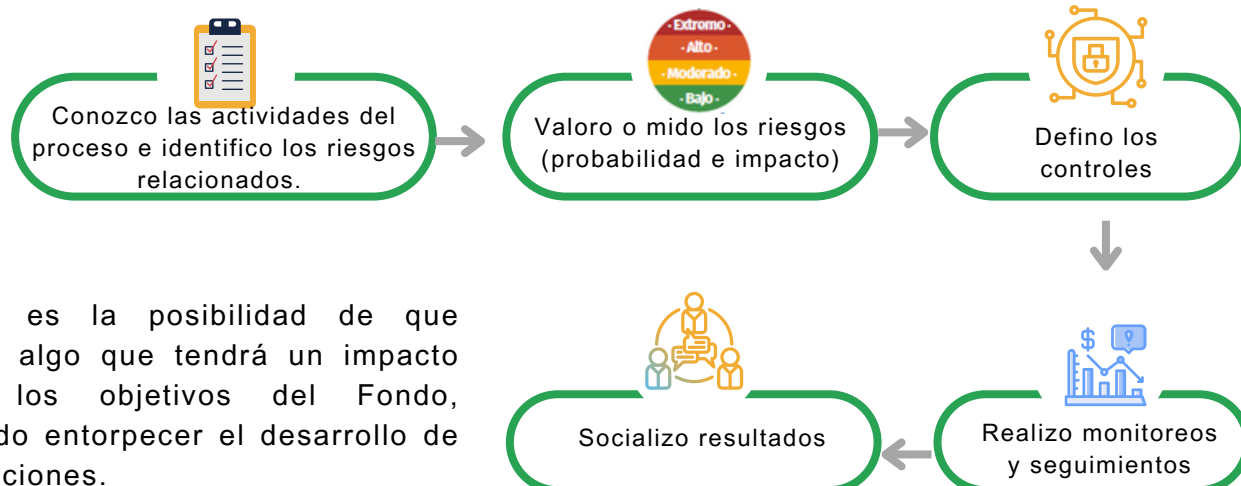 Conozco las actividades del
proceso e identifico los riesgos
relacionados.
- Extremo -
- Alto -
- Moderado -
- Bajo -
Valoro o mido los riesgos
(probabilidad e impacto)
Defino los
controles
$
Realizo monitoreos
y seguimientos
Socializo resultados
es la posibilidad de que
algo que tendrá un impacto
los objetivos del Fondo,
do entorpecer el desarrollo de
ciones.